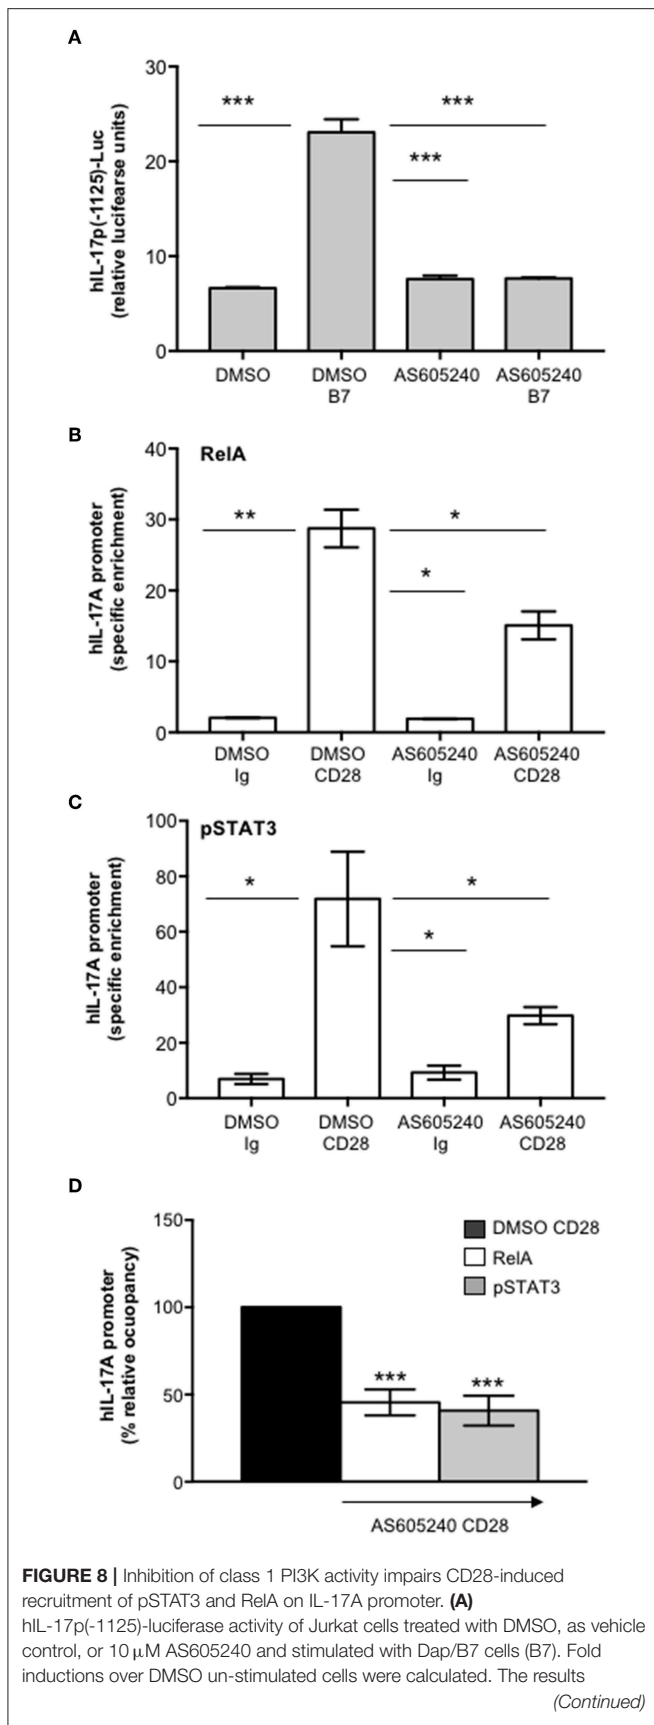 A
hIL-17p(-1125)-Luc
(relative lucifearse units)
30
20
10
0
***
***
***
DMSO
DMSO
B7
AS605240
AS605240
B7
B
RelA
hIL-17A promoter
(specific enrichment)
40
30
20
10
0
**
*
*
DMSO
Ig
DMSO
CD28
AS605240
Ig
AS605240
CD28
C
pSTAT3
hIL-17A promoter
(specific enrichment)
100
80
60
40
20
0
*
*
*
DMSO
Ig
DMSO
CD28
AS605240
Ig
AS605240
CD28
D
hIL-17A promoter
(% relative ocuopancy)
150
100
50
0
DMSO CD28
RelA
pSTAT3
***
***
AS605240 CD28
FIGURE 8 | Inhibition of class 1 PI3K activity impairs CD28-induced
recruitment of pSTAT3 and RelA on IL-17A promoter. (A)
hIL-17p(-1125)-luciferase activity of Jurkat cells treated with DMSO, as vehicle
control, or 10 µM AS605240 and stimulated with Dap/B7 cells (B7). Fold
inductions over DMSO un-stimulated cells were calculated. The results
(Continued)